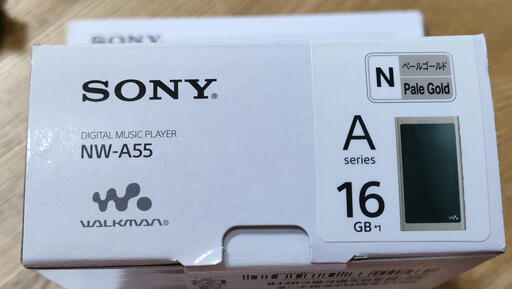 SONY
DIGITAL MUSIC PLAYER
NW-A55
WALKMAN®
N
ペールゴールド
Pale Gold
A
series
16
GB *1